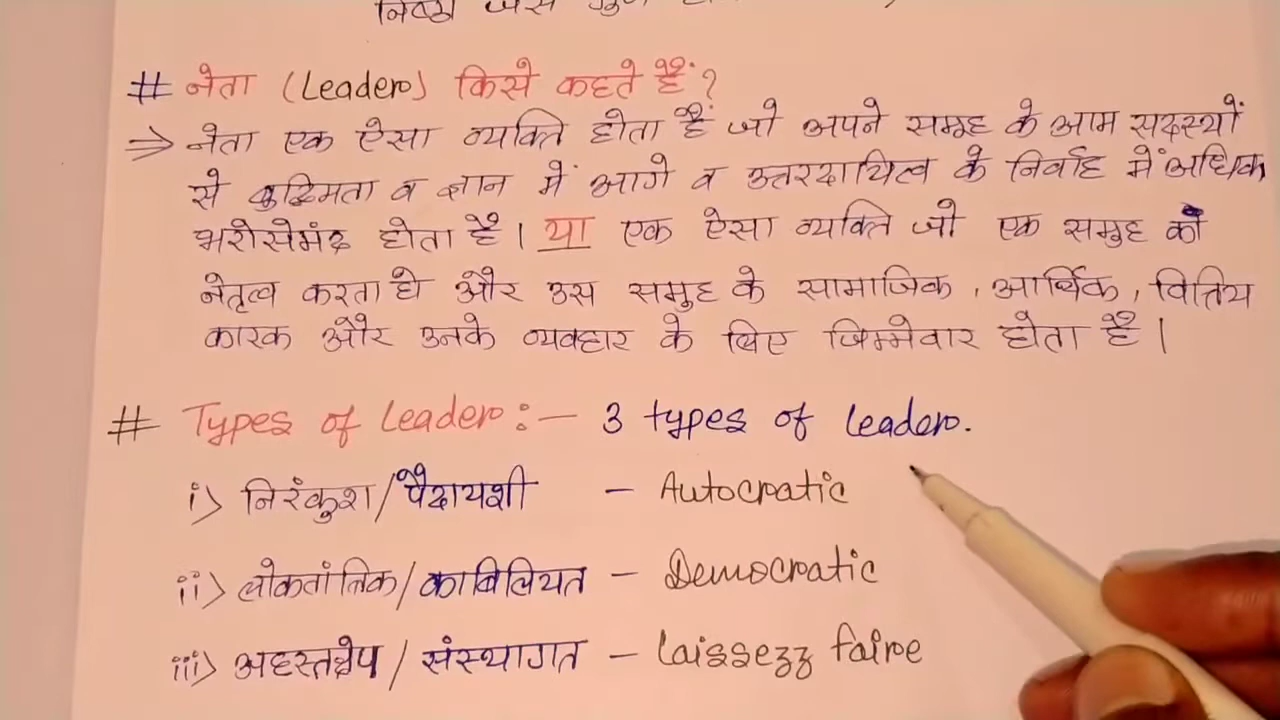 निष्ठा जैसे गुण
# नेता (Leader) किसे कहते हैं?
⇒ नेता एक ऐसा व्यक्ति होता हैं जो अपने समूह के आम सदस्यों
से बुद्धिमता व ज्ञान में आगे व उत्तरदायित्व के निर्वाह में अधिक
भरोसेमंद होता है। या एक ऐसा व्यक्ति जो एक समुह को
नेतृत्व करता हो और उस समुह के सामाजिक, आर्थिक, वित्तिय
कारक और उनके व्यवहार के लिए जिम्मेवार होता है।
# Types of Leader :- 3 types of leader.
i) निरंकुश/पैदायशी - Autocratic
ii) लोकतांत्रिक/काबिलियत - Democratic
iii) अहस्तक्षेप / संस्थागत - laissezz faire